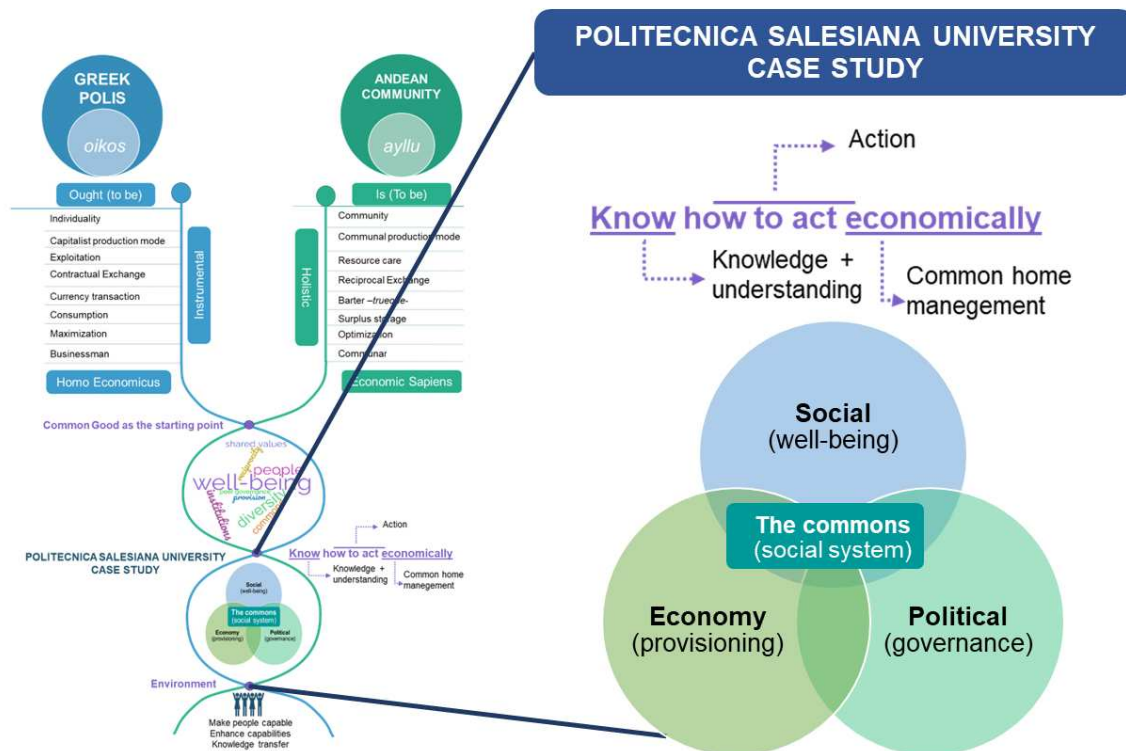 POLITECNICA SALESIANA UNIVERSITY
CASE STUDY
GREEK
POLIS
oikos
ANDEAN
COMMUNITY
ayllu
Ought (to be)
Individuality
Capitalist production mode
Exploitation
Contractual Exchange
Currency transaction
Consumption
Maximization
Businessman
Homo Economicus
Instrumental
Holistic
Is (To be)
Community
Communal production mode
Resource care
Reciprocal Exchange
Barter –trueque-
Surplus storage
Optimization
Communar
Economic Sapiens
Common Good as the starting point
shared values
reciprocity
people
well-being
peer governance
provision
institutions
diversity
common
POLITECNICA SALESIANA UNIVERSITY
CASE STUDY
Action
Know how to act economically
Knowledge +
understanding
Common home
manegement
Social
(well-being)
The commons
(social system)
Economy
(provisioning)
Political
(governance)
Environment
Make people capable
Enhance capabilities
Knowledge transfer
Action
Know how to act economically
Knowledge +
understanding
Common home
manegement
Social
(well-being)
The commons
(social system)
Economy
(provisioning)
Political
(governance)